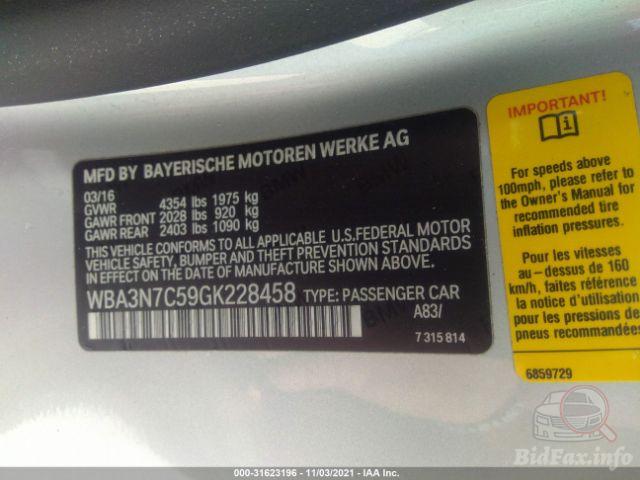 MFD BY BAYERISCHE MOTOREN WERKE AG
03/16
GVWR 4354 lbs 1975 kg
GAWR FRONT 2028 lbs 920 kg
GAWR REAR 2403 lbs 1090 kg
THIS VEHICLE CONFORMS TO ALL APPLICABLE U.S.FEDERAL MOTOR
VEHICLE SAFETY, BUMPER AND THEFT PREVENTION STANDARDS
IN EFFECT ON THE DATE OF MANUFACTURE SHOWN ABOVE.
WBA3N7C59GK228458 TYPE: PASSENGER CAR
A83/
7 315 814
IMPORTANT!
For speeds above
100mph, please refer to
the Owner's Manual for
recommended tire
inflation pressures.
Pour les vitesses
au-dessus de 160
km/h, faites référence
à la notice d'utilisation
pour les pressions de
pneus recommandées
6859729
000-31623196 - 11/03/2021 - IAA Inc.
BidFax.info